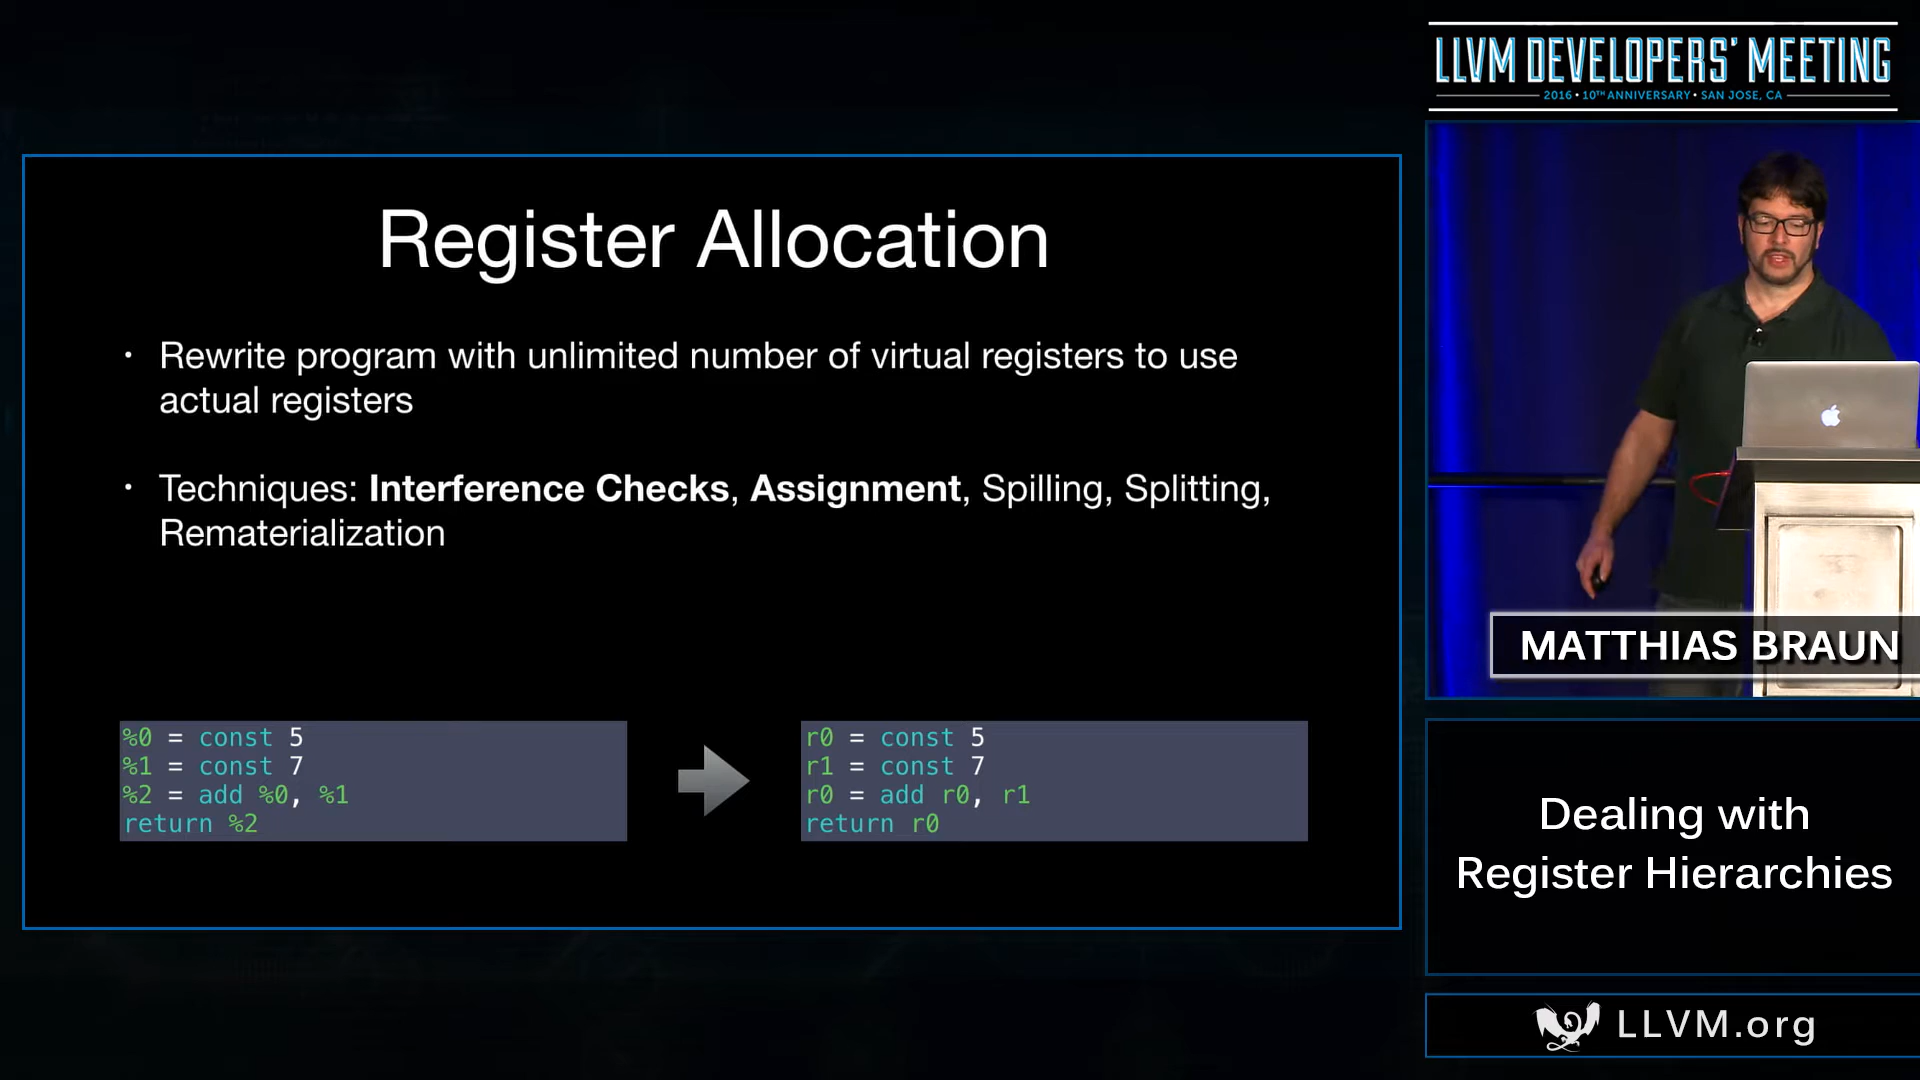 LLVM DEVELOPERS' MEETING
2016 • 10TH ANNIVERSARY • SAN JOSE, CA
Register Allocation
• Rewrite program with unlimited number of virtual registers to use
actual registers
• Techniques: Interference Checks, Assignment, Spilling, Splitting,
Rematerialization
%0 = const 5
%1 = const 7
%2 = add %0, %1
return %2
r0 = const 5
r1 = const 7
r0 = add r0, r1
return r0
MATTHIAS BRAUN
Dealing with
Register Hierarchies
LLVM.org